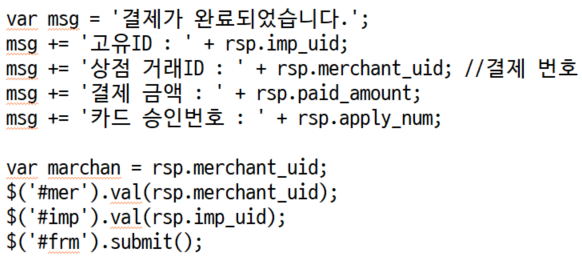 var msg = '결제가 완료되었습니다.';
msg += '고유ID : ' + rsp.imp_uid;
msg += '상점 거래ID : ' + rsp.merchant_uid; //결제 번호
msg += '결제 금액 : ' + rsp.paid_amount;
msg += '카드 승인번호 : ' + rsp.apply_num;
var marchan = rsp.merchant_uid;
$('#mer').val(rsp.merchant_uid);
$('#imp').val(rsp.imp_uid);
$('#frm').submit();